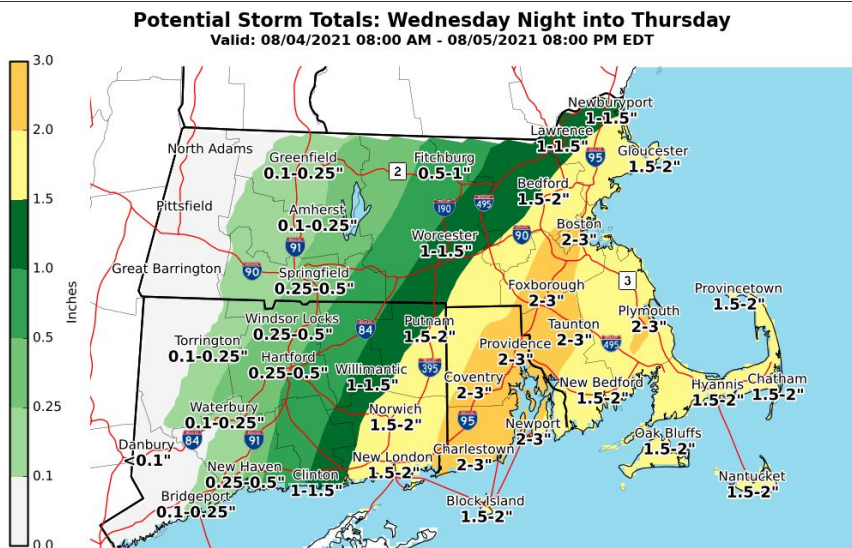 Potential Storm Totals: Wednesday Night into Thursday
Valid: 08/04/2021 08:00 AM - 08/05/2021 08:00 PM EDT
3.0
2.0
1.5
1.0
0.5
0.25
0.1
0.0
Inches
Newburyport
1-1.5"
Lawrence
1-1.5"
North Adams
Greenfield
0.1-0.25"
2
Fitchburg
0.5-1"
95
Gloucester
1.5-2"
Bedford
1.5-2"
Pittsfield
Amherst
0.1-0.25"
190
495
Boston
2-3"
Worcester
1-1.5"
90
91
Great Barrington
90
Springfield
0.25-0.5"
Foxborough
2-3"
3
Provincetown
1.5-2"
Windsor Locks
0.25-0.5"
84
Putnam
1.5-2"
Taunton
2-3"
Plymouth
2-3"
Torrington
0.1-0.25"
Hartford
0.25-0.5"
Providence
2-3"
495
Willimantic
1-1.5"
395
Coventry
2-3"
New Bedford
1.5-2"
Hyannis
1.5-2"
Chatham
1.5-2"
Waterbury
0.1-0.25"
Norwich
1.5-2"
95
Newport
2-3"
Danbury
<0.1"
84
91
Oak Bluffs
1.5-2"
New Haven
0.25-0.5"
Clinton
1-1.5"
New London
1.5-2"
Charlestown
2-3"
Nantucket
1.5-2"
Bridgeport
0.1-0.25"
Block Island
1.5-2"